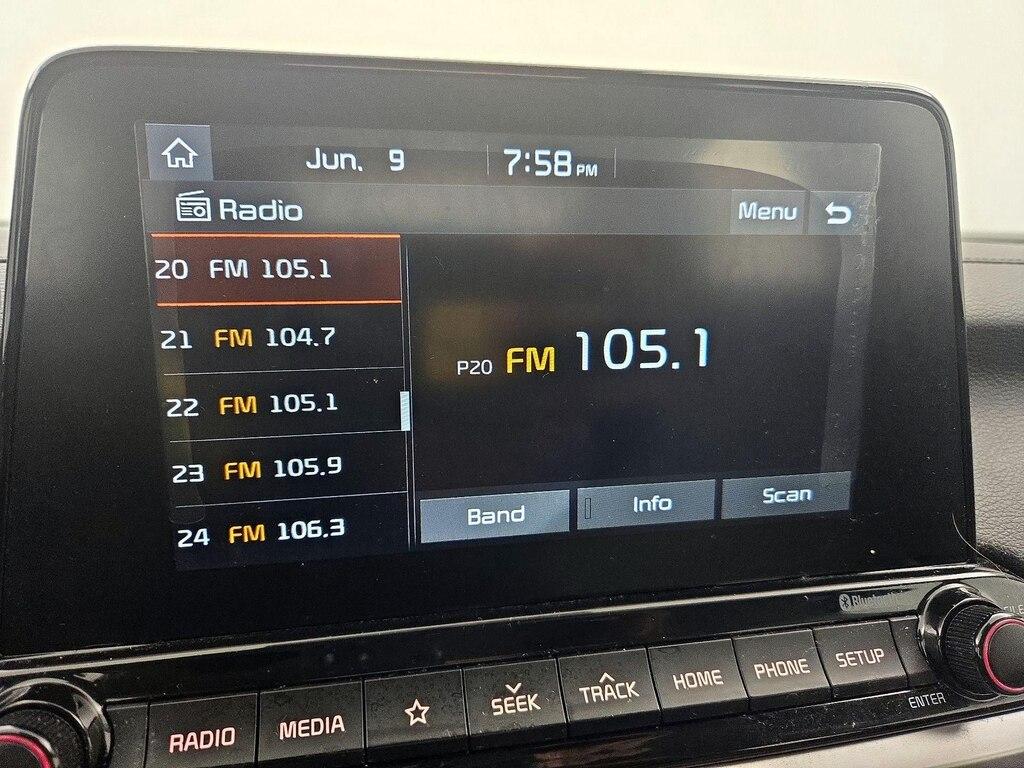 Jun. 9 7:58 PM
Radio Menu
20 FM 105.1
21 FM 104.7
22 FM 105.1
23 FM 105.9
24 FM 106.3
P20 FM 105.1
Band Info Scan
Bluetooth
RADIO MEDIA SEEK TRACK HOME PHONE SETUP
FILE
ENTER